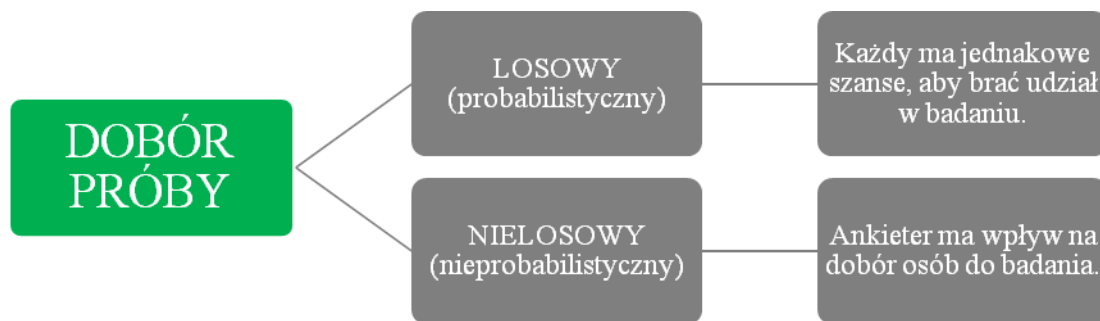 DOBÓR
PRÓBY
LOSOWY
(probabilistyczny)
Każdy ma jednakowe
szanse, aby brać udział
w badaniu.
NIELOSOWY
(nieprobabilistyczny)
Ankieter ma wpływ na
dobór osób do badania.